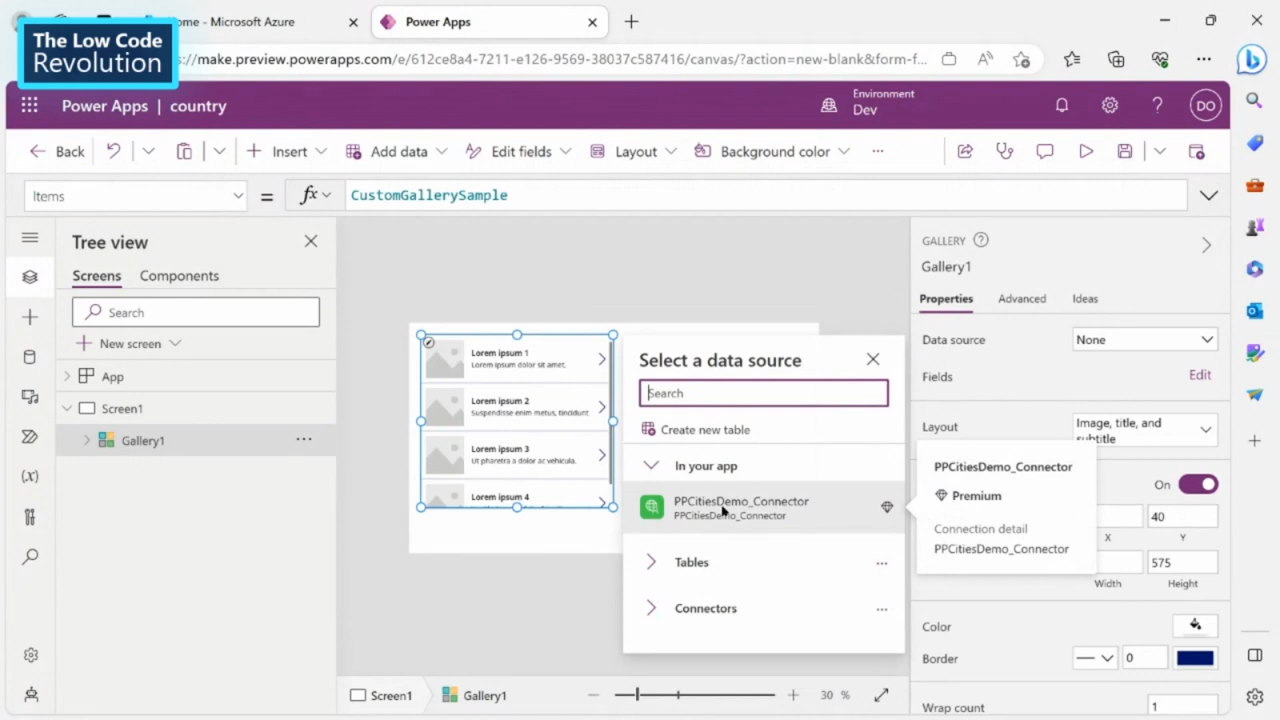 The Low Code
Revolution
ome - Microsoft Azure
Power Apps
://make.preview.powerapps.com/e/612ce8a4-7211-e126-9569-38037c587416/canvas/?action=new-blank&form-f...
Power Apps | country
Environment
Dev
DO
Back
Insert
Add data
Edit fields
Layout
Background color
...
Items
=
fx
CustomGallerySample
Tree view
Screens
Components
Search
New screen
App
Screen1
Gallery1
Lorem ipsum 1
Lorem ipsum dolor sit amet,
Lorem ipsum 2
Suspendisse enim metus, tincidunt
Lorem ipsum 3
Ut pharetra a dolor ac vehicula.
Lorem ipsum 4
Select a data source
Search
Create new table
In your app
PPCitiesDemo_Connector
PPCitiesDemo_Connector
Tables
Connectors
GALLERY
Gallery1
Properties
Advanced
Ideas
Data source
None
Fields
Edit
Layout
Image, title, and
subtitle
PPCitiesDemo_Connector
Premium
Connection detail
PPCitiesDemo_Connector
On
40
X
Y
575
Width
Height
Color
Border
0
Wrap count
1
Screen1
Gallery1
30 %